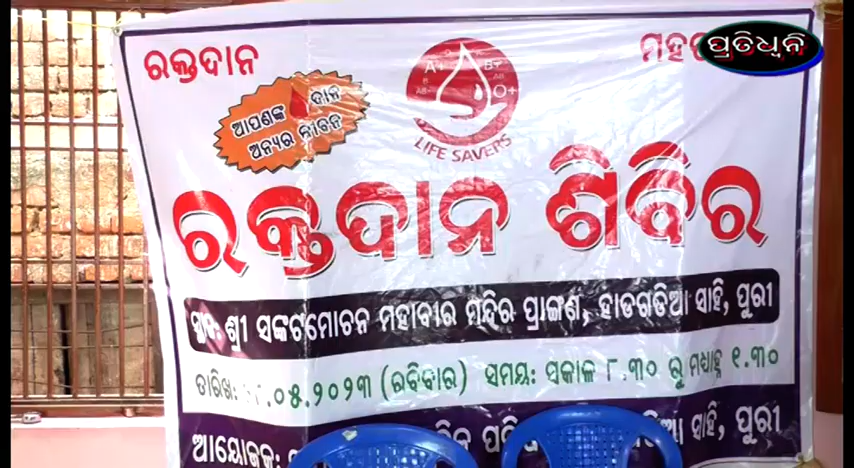 ରକ୍ତଦାନ
ପ୍ରତିଧ୍ୱନି
ଆପଣଙ୍କ ଦାନ
ଅନ୍ୟର ଜୀବନ
A+ B+
AB- O+
LIFE SAVERS
ରକ୍ତଦାନ ଶିବିର
ସ୍ଥାନ: ଶ୍ରୀ ସଙ୍କଟମୋଚନ ମହାବୀର ମନ୍ଦିର ପ୍ରାଙ୍ଗଣ, ହାଡଗଡିଆ ସାହି, ପୁରୀ
ତାରିଖ: .୦୫.୨୦୨୩ (ରବିବାର) ସମୟ: ସକାଳ ୮.୩୦ ରୁ ମଧ୍ୟାହ୍ନ ୧.୩୦
ଆୟୋଜକ: ସାହି, ପୁରୀ